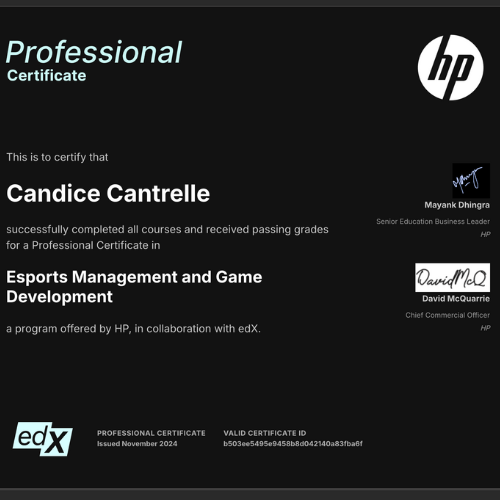 Professional
Certificate
hp
This is to certify that
Candice Cantrelle
successfully completed all courses and received passing grades
for a Professional Certificate in
Esports Management and Game
Development
a program offered by HP, in collaboration with edX.
Mayank Dhingra
Senior Education Business Leader
HP
DavidMcQ
David McQuarrie
Chief Commercial Officer
HP
edX
PROFESSIONAL CERTIFICATE
Issued November 2024
VALID CERTIFICATE ID
b503ee5495e9458b8d042140a83fba6f